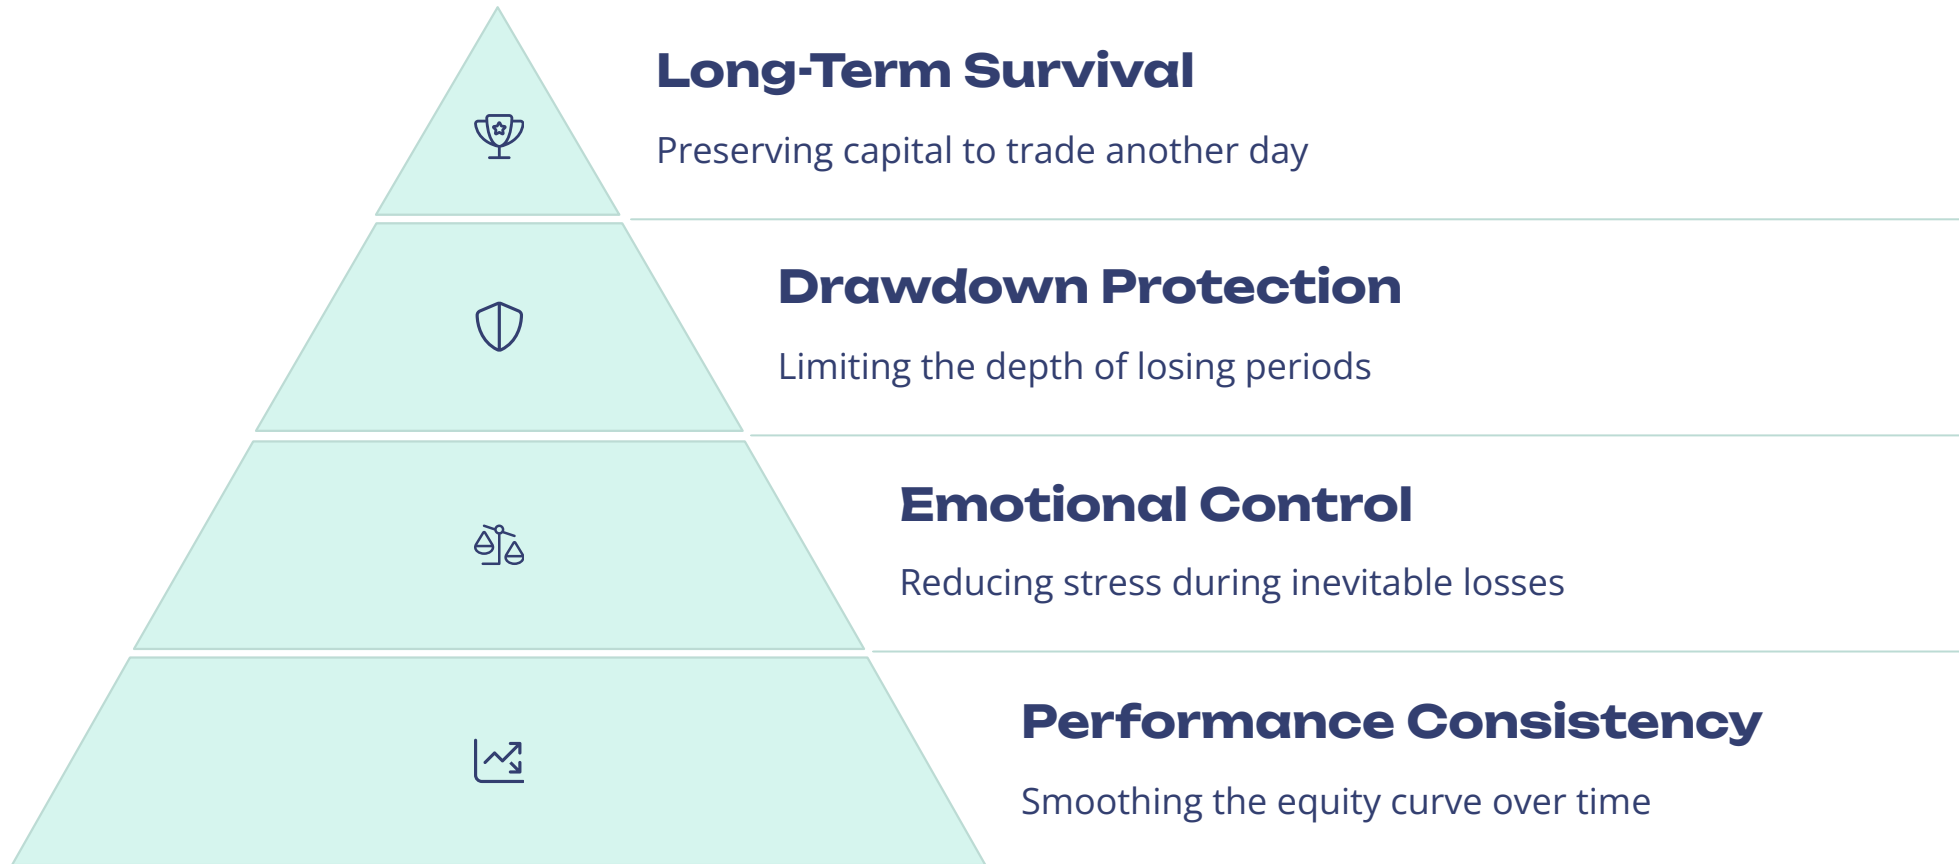 Long-Term Survival
Preserving capital to trade another day
Drawdown Protection
Limiting the depth of losing periods
Emotional Control
Reducing stress during inevitable losses
Performance Consistency
Smoothing the equity curve over time